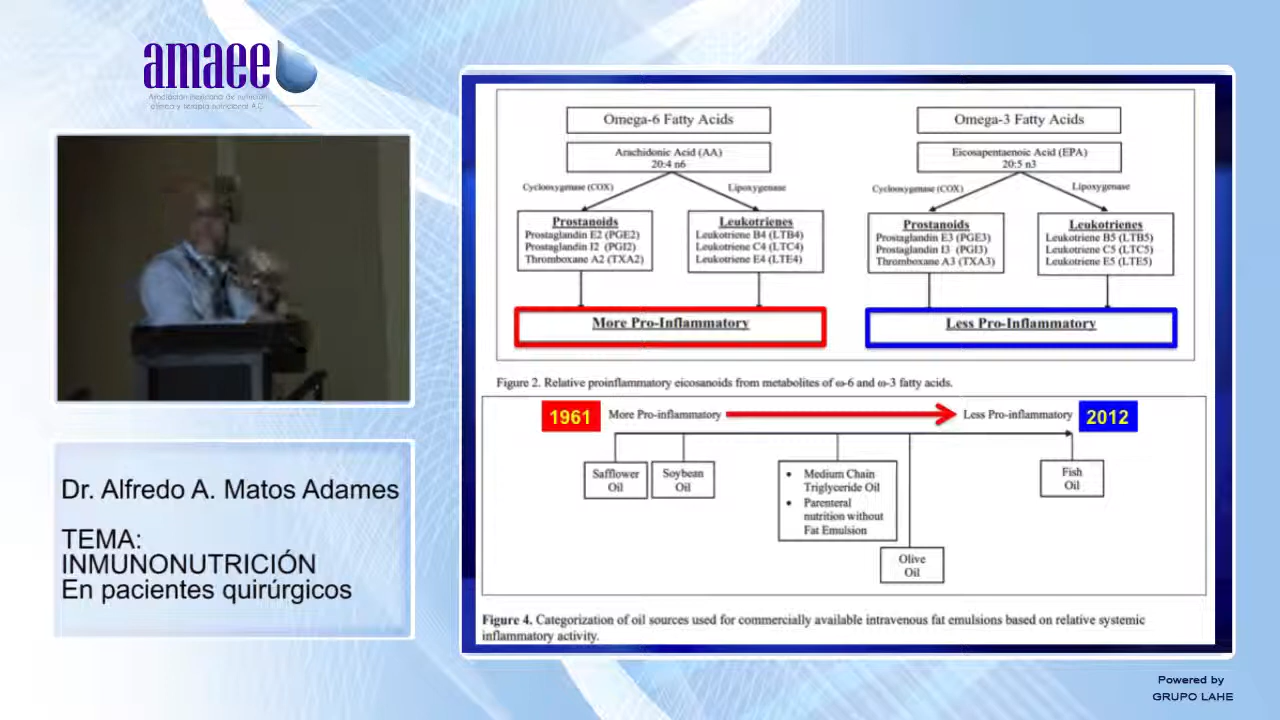 amaee
Asociación mexicana de nutrición
clínica y terapia nutricional A.C.
Dr. Alfredo A. Matos Adames
TEMA:
INMUNONUTRICIÓN
En pacientes quirúrgicos
Omega-6 Fatty Acids
Arachidonic Acid (AA)
20:4 n6
Cyclooxygenase (COX)
Lipoxygenase
Prostanoids
Prostaglandin E2 (PGE2)
Prostaglandin I2 (PGI2)
Thromboxane A2 (TXA2)
Leukotrienes
Leukotriene B4 (LTB4)
Leukotriene C4 (LTC4)
Leukotriene E4 (LTE4)
More Pro-Inflammatory
Omega-3 Fatty Acids
Eicosapentaenoic Acid (EPA)
20:5 n3
Cyclooxygenase (COX)
Lipoxygenase
Prostanoids
Prostaglandin E3 (PGE3)
Prostaglandin I3 (PGI3)
Thromboxane A3 (TXA3)
Leukotrienes
Leukotriene B5 (LTB5)
Leukotriene C5 (LTC5)
Leukotriene E5 (LTE5)
Less Pro-Inflammatory
Figure 2. Relative proinflammatory eicosanoids from metabolites of ω-6 and ω-3 fatty acids.
1961 More Pro-inflammatory Less Pro-inflammatory 2012
Safflower
Oil
Soybean
Oil
• Medium Chain
Triglyceride Oil
• Parenteral
nutrition without
Fat Emulsion
Olive
Oil
Fish
Oil
Figure 4. Categorization of oil sources used for commercially available intravenous fat emulsions based on relative systemic
inflammatory activity.
Powered by
GRUPO LAHE